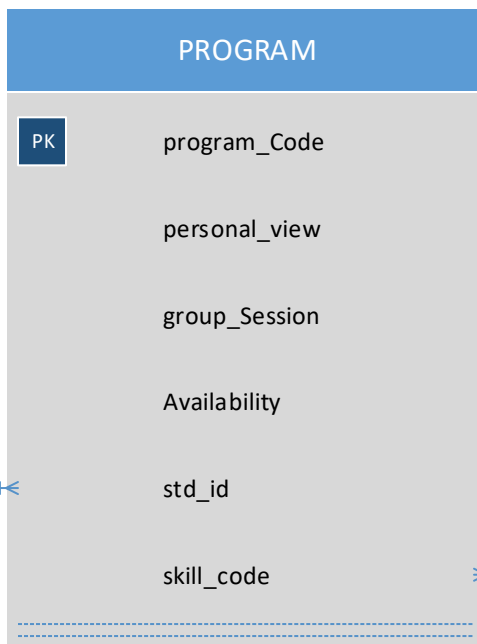 PROGRAM
PK program_Code
personal_view
group_Session
Availability
std_id
skill_code